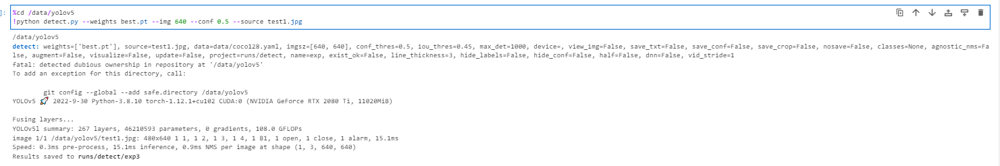 ]:
%cd /data/yolov5
!python detect.py --weights best.pt --img 640 --conf 0.5 --source test1.jpg
/data/yolov5
detect: weights=['best.pt'], source=test1.jpg, data=data/coco128.yaml, imgsz=[640, 640], conf_thres=0.5, iou_thres=0.45, max_det=1000, device=, view_img=False, save_txt=False, save_conf=False, save_crop=False, nosave=False, classes=None, agnostic_nms=Fa
lse, augment=False, visualize=False, update=False, project=runs/detect, name=exp, exist_ok=False, line_thickness=3, hide_labels=False, hide_conf=False, half=False, dnn=False, vid_stride=1
fatal: detected dubious ownership in repository at '/data/yolov5'
To add an exception for this directory, call:
git config --global --add safe.directory /data/yolov5
YOLOv5 🚀 2022-9-30 Python-3.8.10 torch-1.12.1+cu102 CUDA:0 (NVIDIA GeForce RTX 2080 Ti, 11020MiB)
Fusing layers...
YOLOv5l summary: 267 layers, 46210593 parameters, 0 gradients, 108.0 GFLOPs
image 1/1 /data/yolov5/test1.jpg: 480x640 1 1, 1 2, 1 3, 1 4, 1 B1, 1 open, 1 close, 1 alarm, 15.1ms
Speed: 0.3ms pre-process, 15.1ms inference, 0.9ms NMS per image at shape (1, 3, 640, 640)
Results saved to runs/detect/exp3